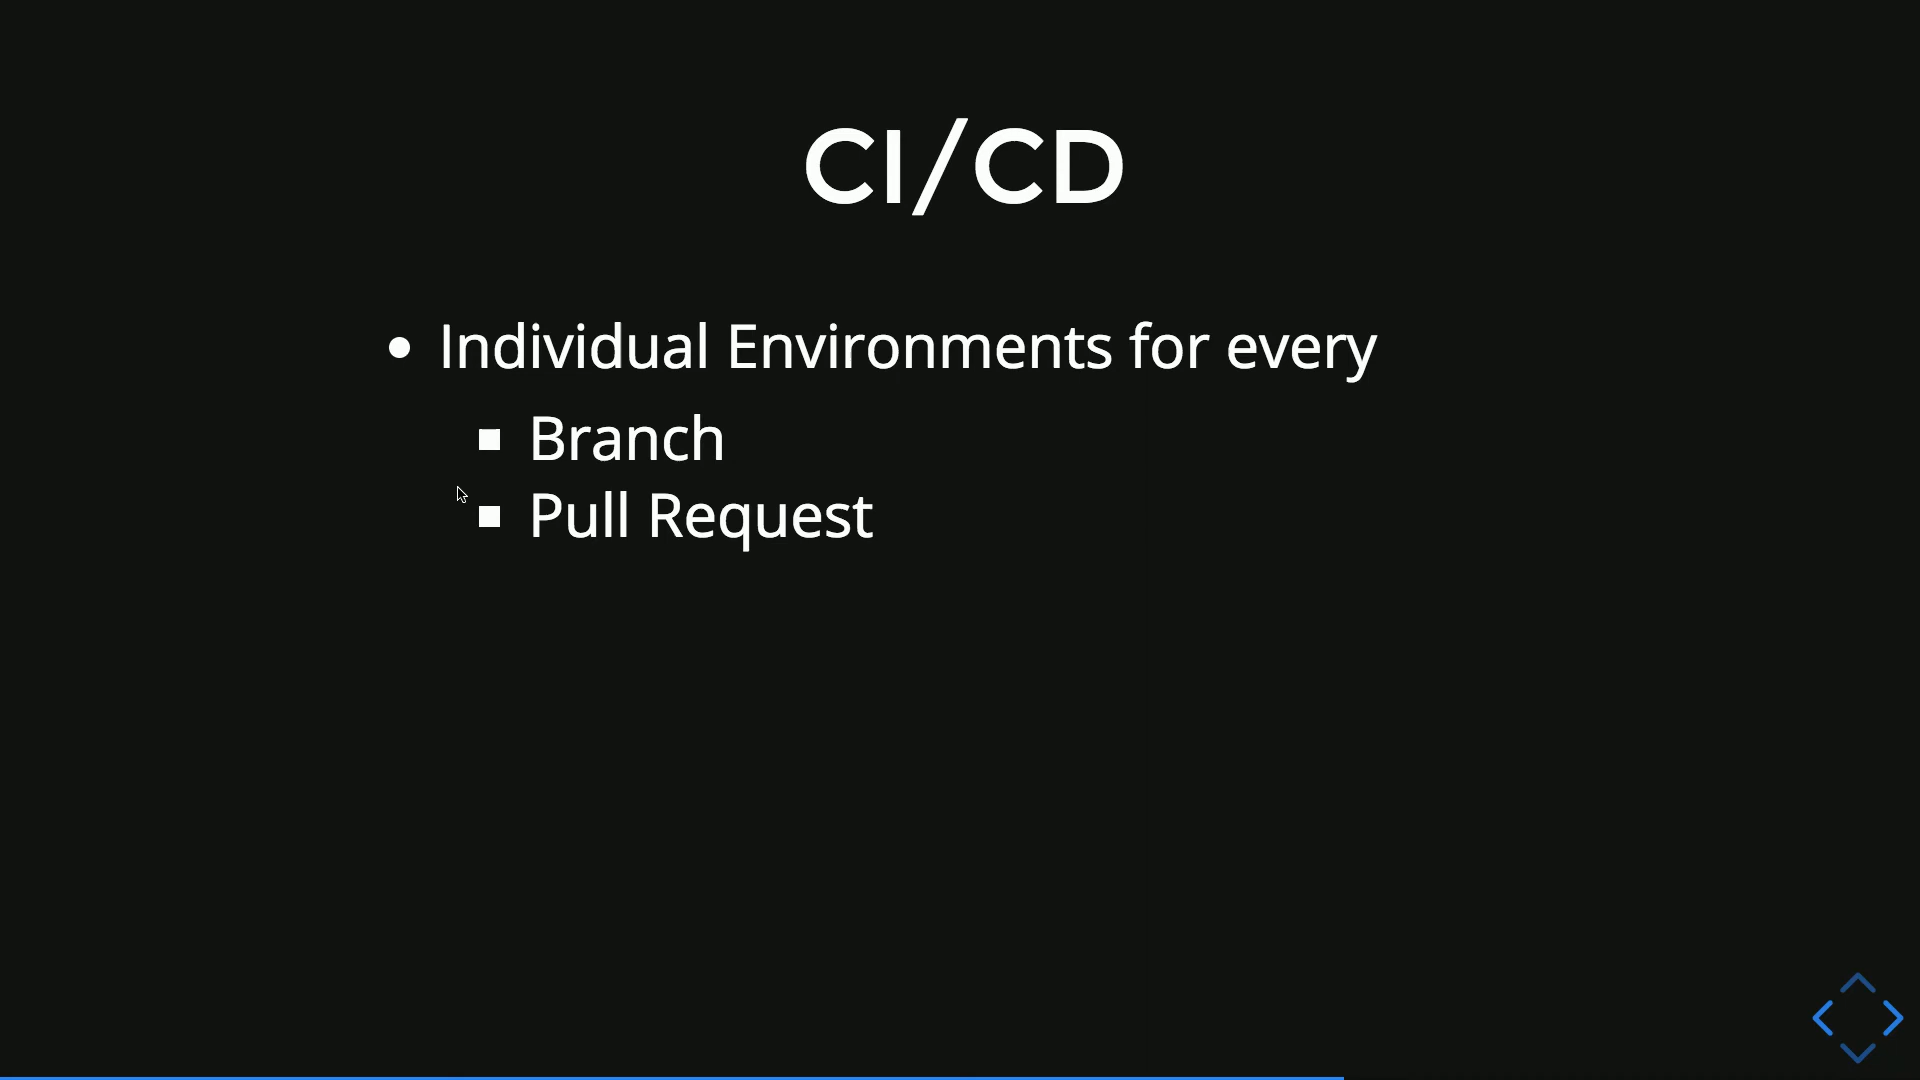 CI/CD
Individual Environments for every
Branch
Pull Request